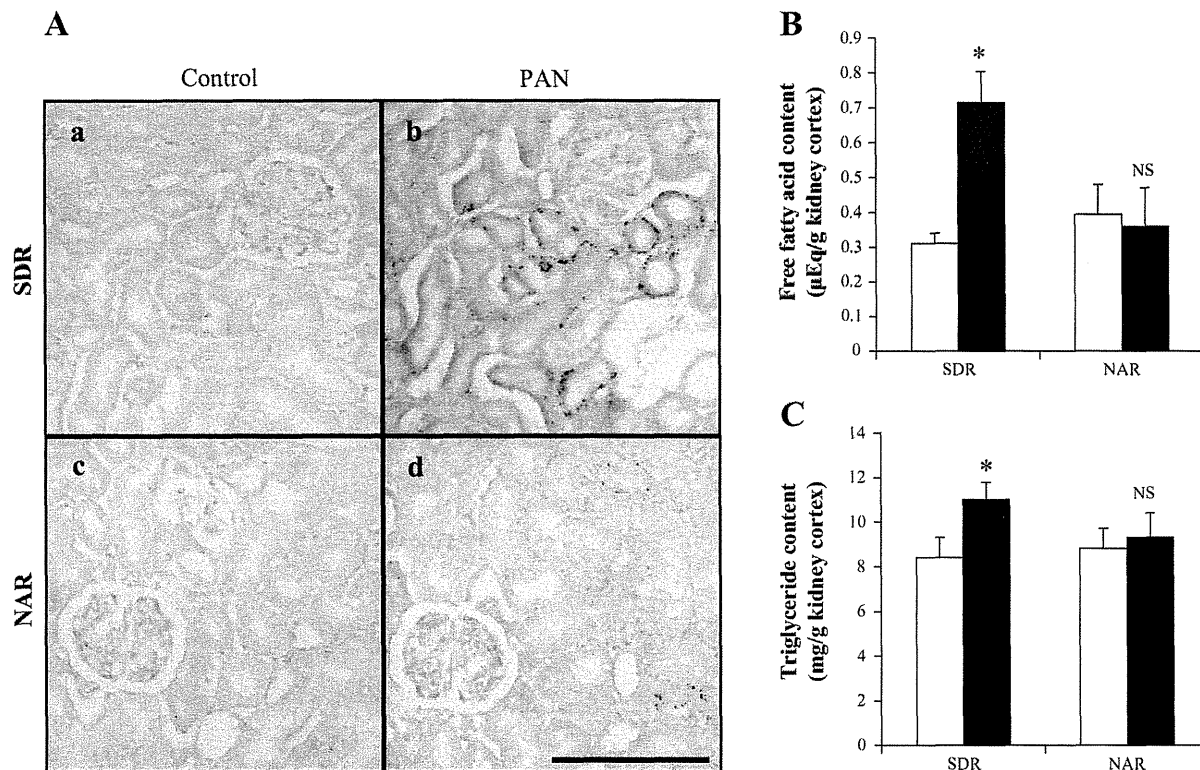 A
Control
PAN
SDR
a
b
NAR
c
d
B
Free fatty acid content
(µEq/g kidney cortex)
0.9
0.8
0.7
0.6
0.5
0.4
0.3
0.2
0.1
0
*
NS
SDR
NAR
C
Triglyceride content
(mg/g kidney cortex)
14
12
10
8
6
4
2
0
*
NS
SDR
NAR